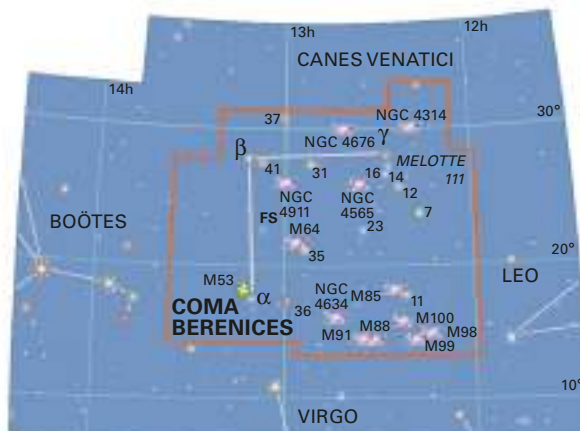 12h
13h
CANES VENATICI
14h
37
NGC 4314
30°
NGC 4676
γ
β
MELOTTE
111
41
31
16
14
12
NGC
4911
NGC
4565
7
FS
23
BOÖTES
M64
35
20°
LEO
M53
α
NGC
4634
M85
11
COMA
BERENICES
36
M100
M98
M91
M88
M99
10°
VIRGO